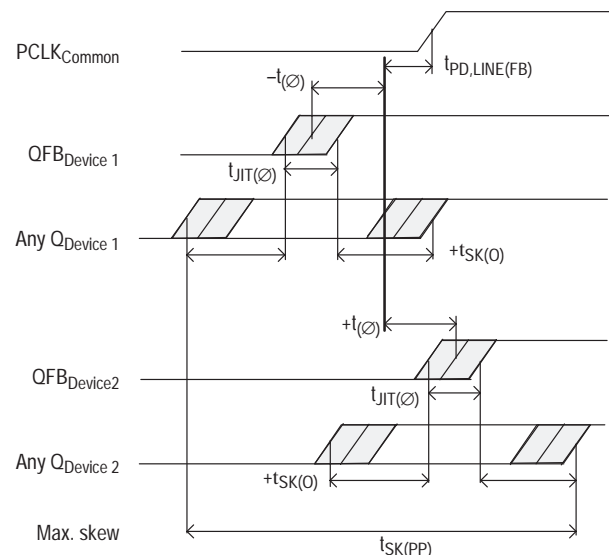 PCLKCommon
tPD,LINE(FB)
–t(∅)
QFBDevice 1
tJIT(∅)
Any QDevice 1
+tSK(O)
+t(∅)
QFBDevice2
tJIT(∅)
Any QDevice 2
+tSK(O)
Max. skew
tSK(PP)